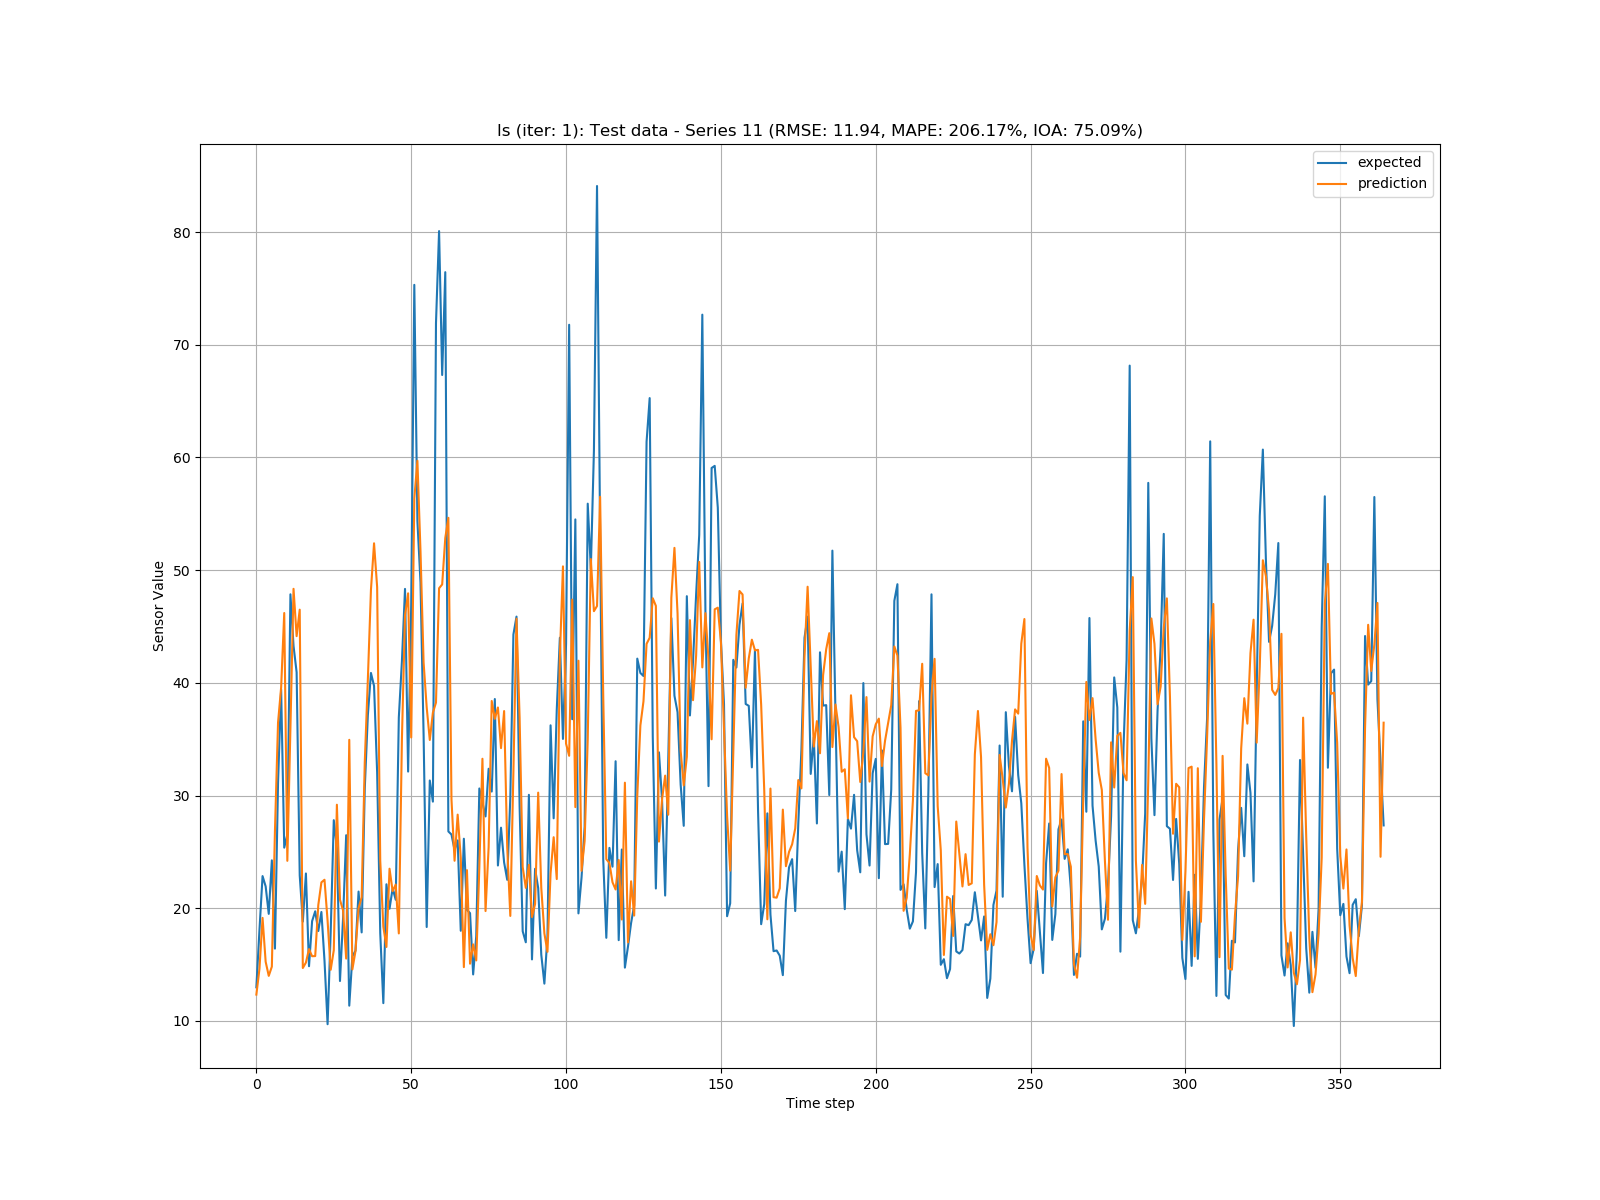 ls (iter: 1): Test data - Series 11 (RMSE: 11.94, MAPE: 206.17%, IOA: 75.09%)
expected
prediction
80
70
60
50
40
30
20
10
Sensor Value
0 50 100 150 200 250 300 350
Time step